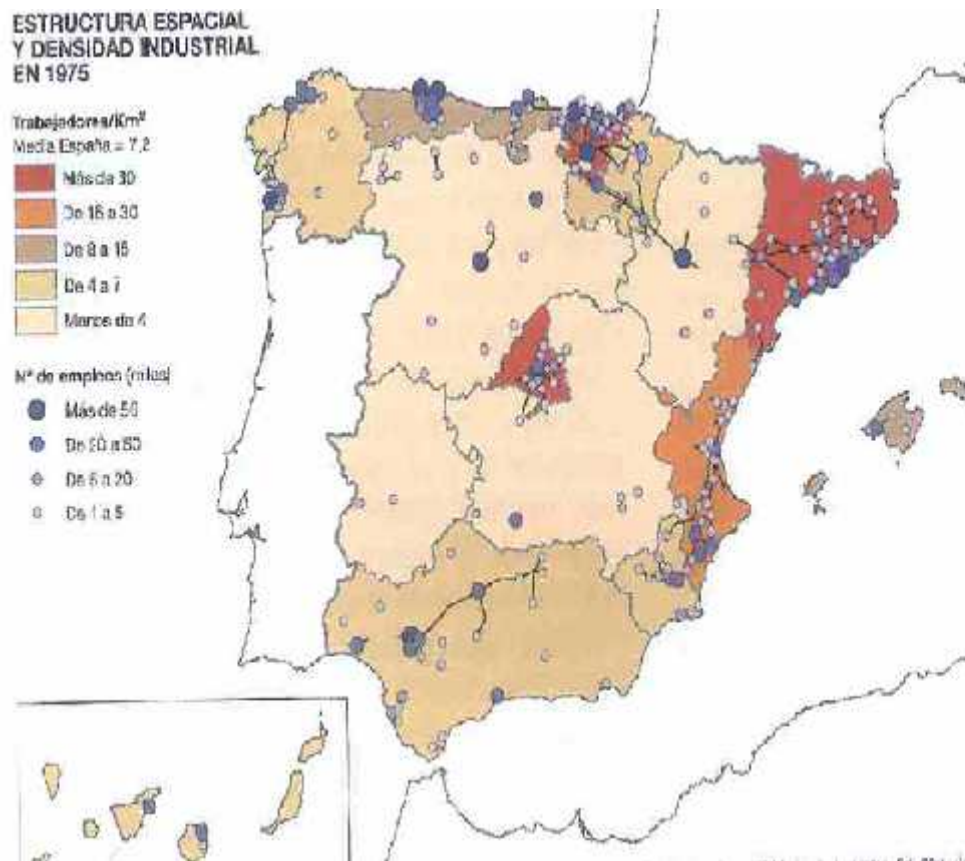 ESTRUCTURA ESPACIAL
Y DENSIDAD INDUSTRIAL
EN 1975
Trabajadores/Km²
Media España = 7,2
Más de 30
De 16 a 30
De 8 a 15
De 4 a 7
Menos de 4
Nº de empleos (miles)
Más de 50
De 20 a 50
De 5 a 20
De 1 a 5